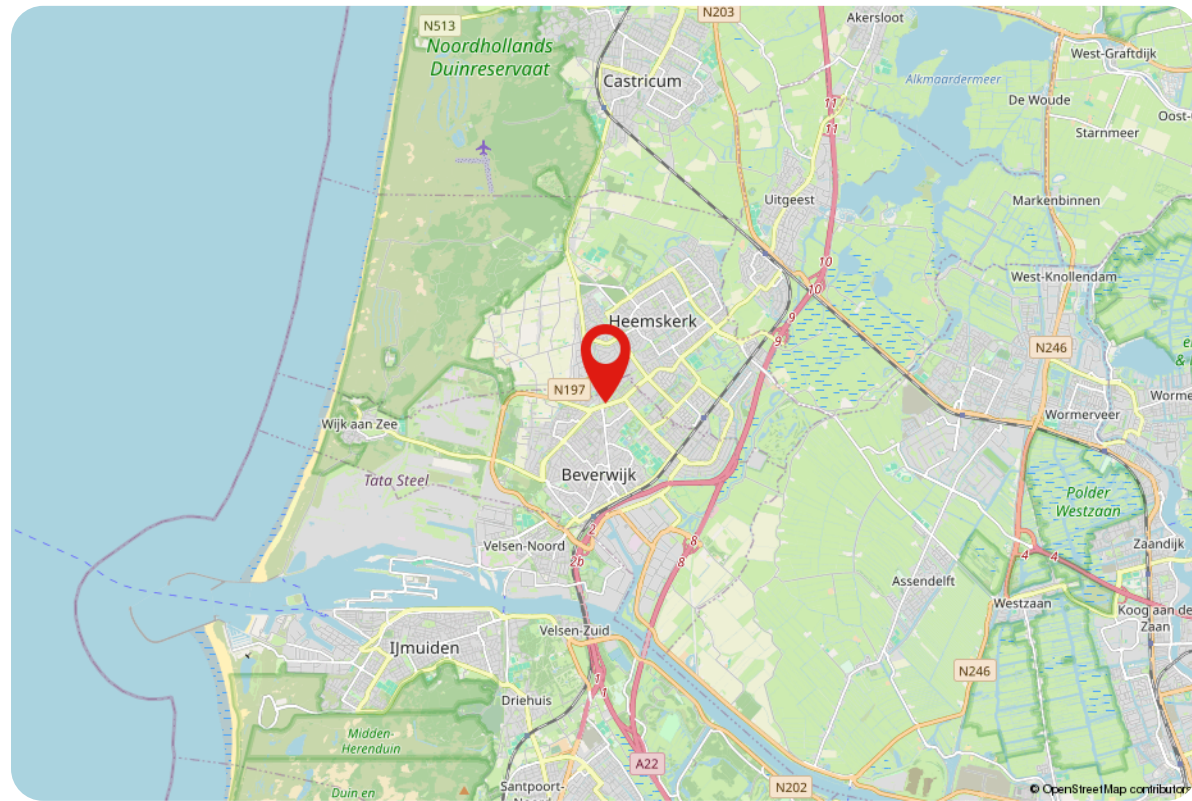 N513
N203
Akersloot
Noordhollands
Duinreservaat
West-Graftdijk
Castricum
Alkmaardermeer
De Woude
11
11
Starnmeer
Uitgeest
Markenbinnen
10
10
West-Knollendam
9
9
Heemskerk
N246
N197
Wormerveer
Wijk aan Zee
Beverwijk
Tata Steel
Polder
Westzaan
2
8
Velsen-Noord
2b
8
Zaandijk
4
4
Assendelft
Westzaan
Koog aan de
Zaan
Velsen-Zuid
IJmuiden
N246
1
1
Driehuis
Midden-
Herenduin
A22
N202
Santpoort-
Duin en
© OpenStreetMap contributors